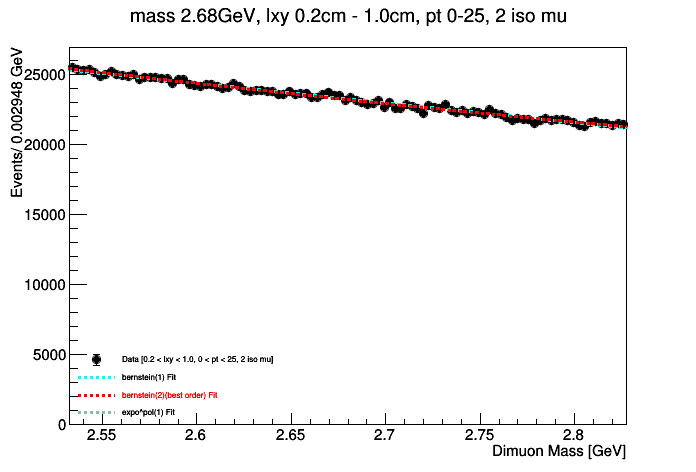 mass 2.68GeV, lxy 0.2cm - 1.0cm, pt 0-25, 2 iso mu
Events/ 0.002948 GeV
25000
20000
15000
10000
5000
0
Data [0.2 < lxy < 1.0, 0 < pt < 25, 2 iso mu]
bernstein(1) Fit
bernstein(2)(best order) Fit
expo^pol(1) Fit
2.55 2.6 2.65 2.7 2.75 2.8
Dimuon Mass [GeV]